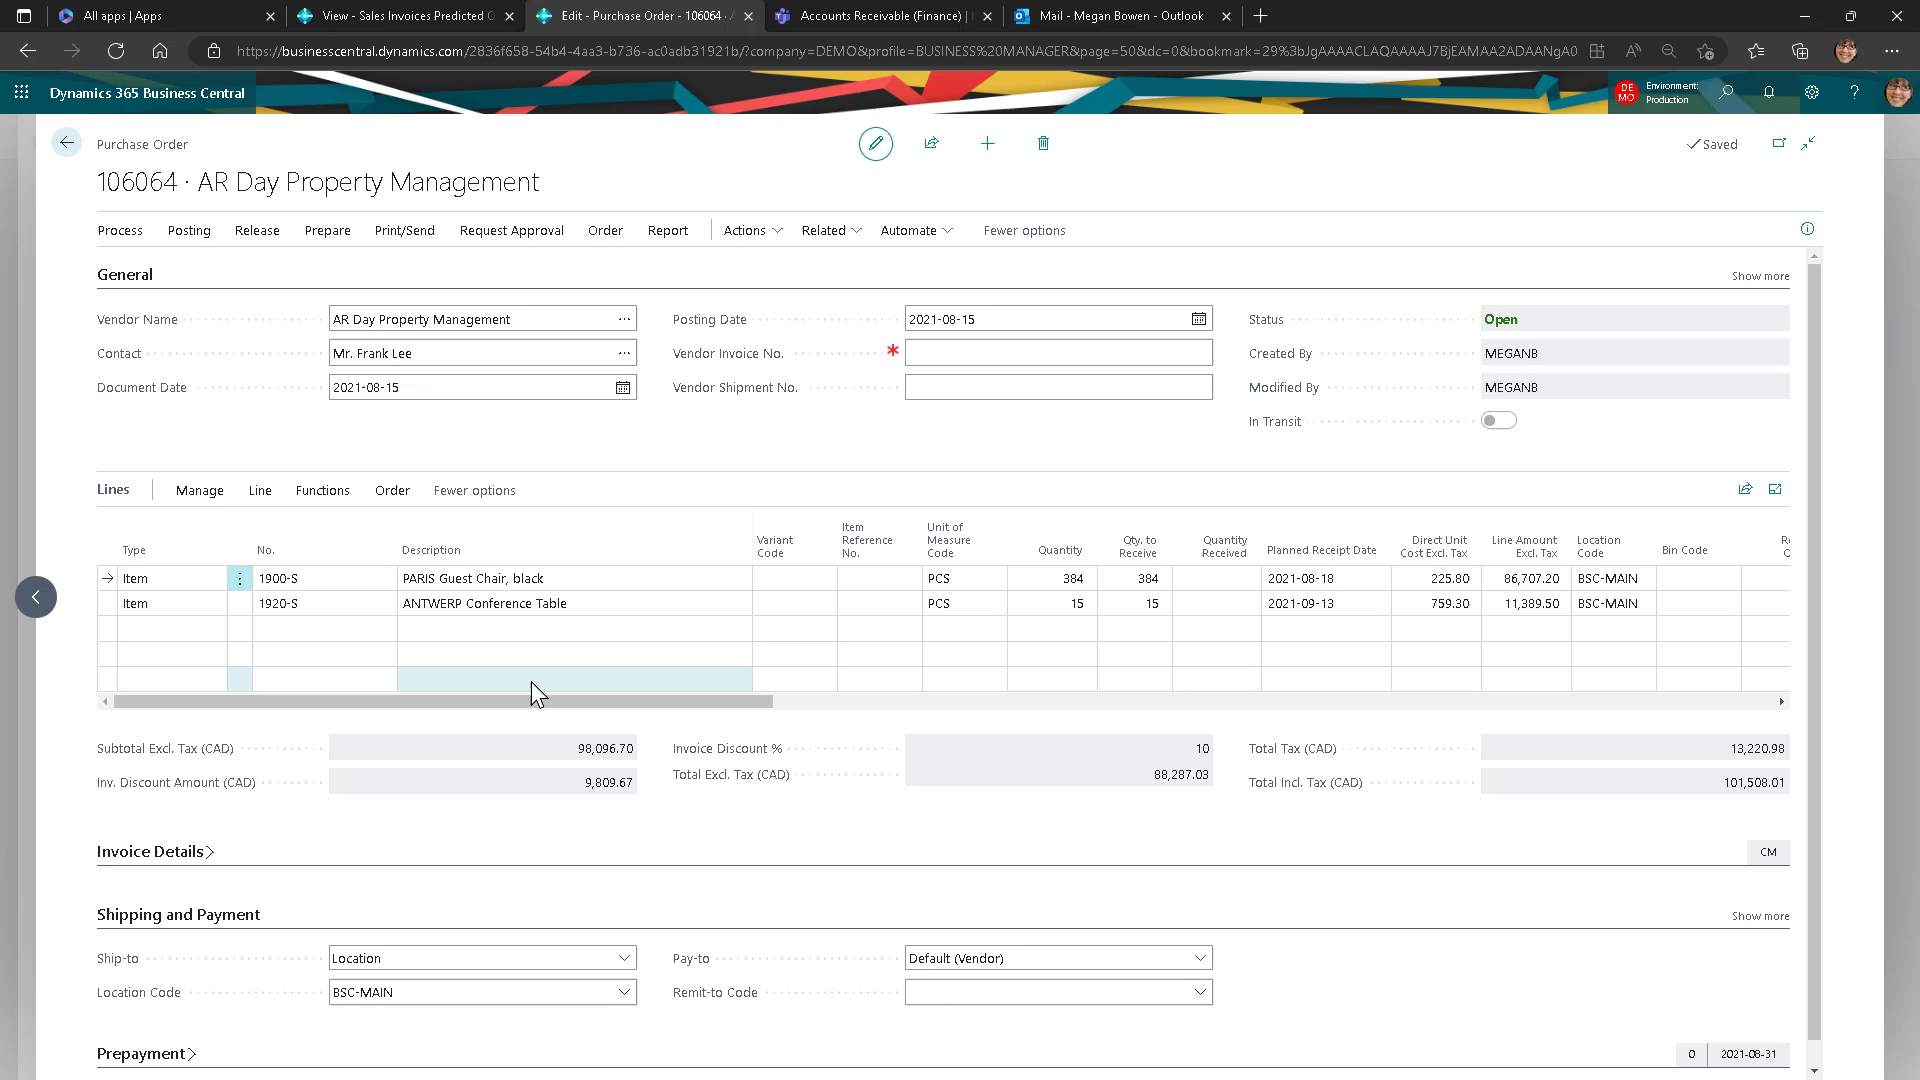 All apps | Apps
View - Sales Invoices Predicted O
Edit - Purchase Order - 106064 · A
Accounts Receivable (Finance) |
Mail - Megan Bowen - Outlook
https://businesscentral.dynamics.com/2836f658-54b4-4aa3-b736-ac0adb31921b/?company=DEMO&profile=BUSINESS%20MANAGER&page=50&dc=0&bookmark=29%3bJgAAAACLAQAAAAJ7BjEAMAA2ADAANgA0
Dynamics 365 Business Central
DE
MO
Environment:
Production
Purchase Order
Saved
106064 · AR Day Property Management
Process Posting Release Prepare Print/Send Request Approval Order Report Actions Related Automate Fewer options
General
Show more
Vendor Name AR Day Property Management ... Posting Date 2021-08-15 Status Open
Contact Mr. Frank Lee ... Vendor Invoice No. * Created By MEGANB
Document Date 2021-08-15 Vendor Shipment No. Modified By MEGANB
In Transit
Lines Manage Line Functions Order Fewer options
Type No. Description Variant Code Item Reference No. Unit of Measure Code Quantity Qty. to Receive Quantity Received Planned Receipt Date Direct Unit Cost Excl. Tax Line Amount Excl. Tax Location Code Bin Code
Item 1900-S PARIS Guest Chair, black PCS 384 384 2021-08-18 225.80 86,707.20 BSC-MAIN
Item 1920-S ANTWERP Conference Table PCS 15 15 2021-09-13 759.30 11,389.50 BSC-MAIN
Subtotal Excl. Tax (CAD) 98,096.70 Invoice Discount % 10 Total Tax (CAD) 13,220.98
Inv. Discount Amount (CAD) 9,809.67 Total Excl. Tax (CAD) 88,287.03 Total Incl. Tax (CAD) 101,508.01
Invoice Details
CM
Shipping and Payment
Show more
Ship-to Location Pay-to Default (Vendor)
Location Code BSC-MAIN Remit-to Code
Prepayment
0 2021-08-31